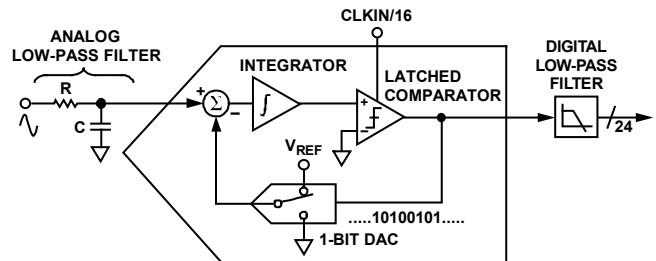 CLKIN/16
ANALOG
LOW-PASS FILTER
INTEGRATOR
DIGITAL
LOW-PASS
FILTER
LATCHED
COMPARATOR
R
+
Σ
–
∫
+
–
24
C
VREF
.....10100101.....
1-BIT DAC